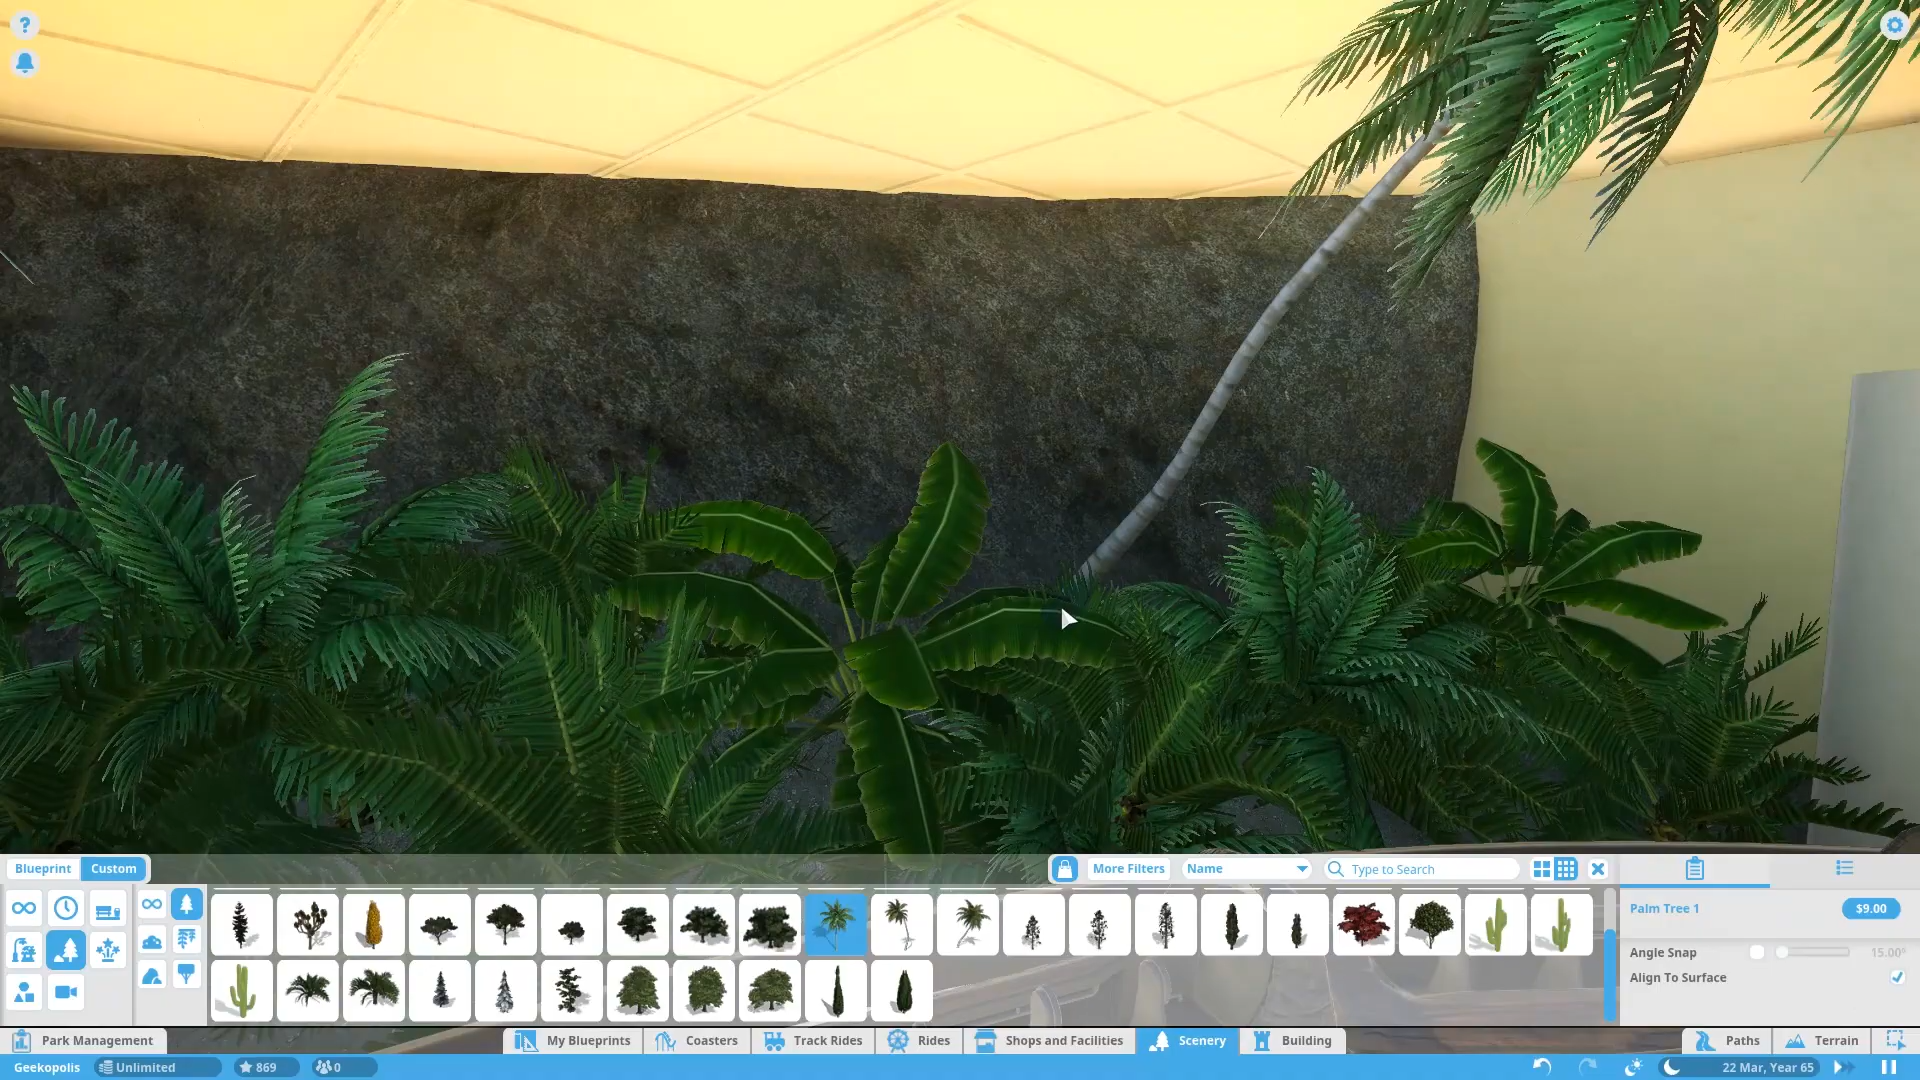 ?
Blueprint
Custom
More Filters
Name
Type to Search
Palm Tree 1
$9.00
Angle Snap
15.00°
Align To Surface
Park Management
My Blueprints
Coasters
Track Rides
Rides
Shops and Facilities
Scenery
Building
Paths
Terrain
Geekopolis
Unlimited
869
0
22 Mar, Year 65